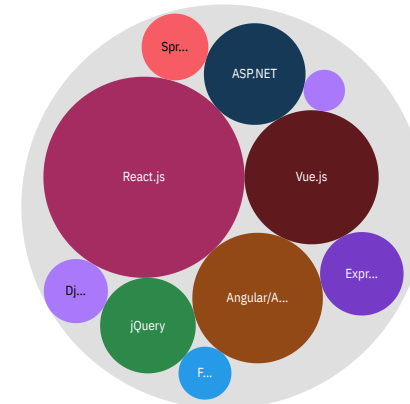 Spr...
ASP.NET
React.js
Vue.js
Expr...
Dj...
Angular/A...
jQuery
F...